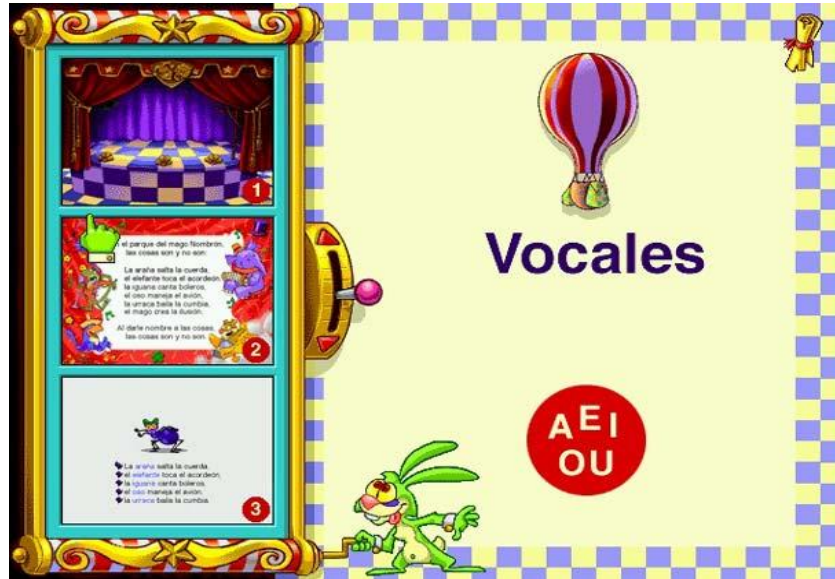 1
En el parque del mago Nombrón,
las cosas son y no son:
La araña salta la cuerda,
el elefante toca el acordeón,
la iguana canta boleros,
el oso maneja el avión,
la urraca baila la cumbia,
el mago crea la ilusión.
Al darle nombre a las cosas,
las cosas son y no son.
2
La araña salta la cuerda,
el elefante toca el acordeón,
la iguana canta boleros,
el oso maneja el avión,
la urraca baila la cumbia.
3
Vocales
A E I
OU